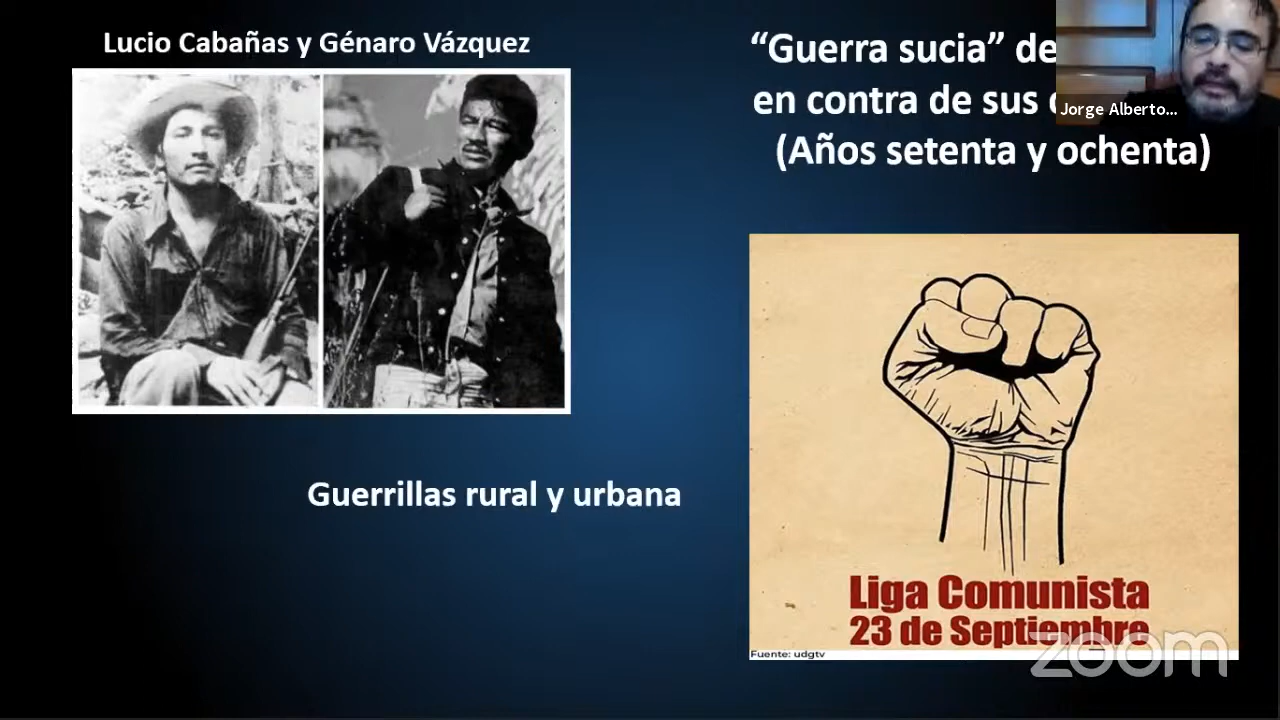 Lucio Cabañas y Génaro Vázquez
“Guerra sucia” de
en contra de sus
(Años setenta y ochenta)
Jorge Alberto...
Guerrillas rural y urbana
Liga Comunista
23 de Septiembre
Fuente: udgtv
zoom